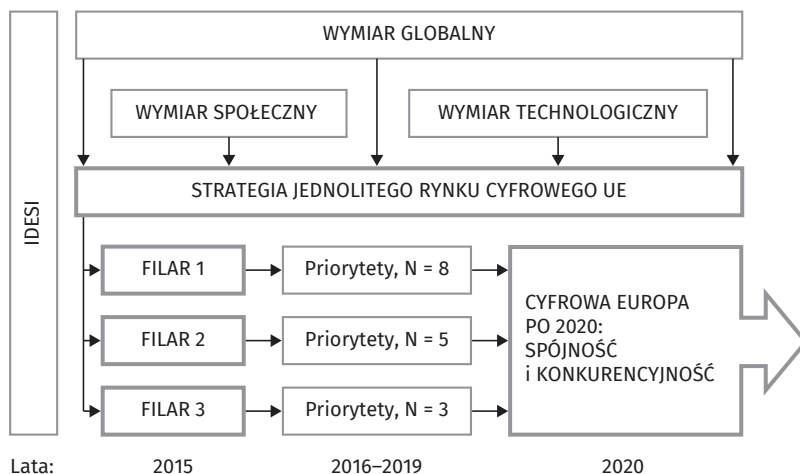 WYMIAR GLOBALNY
WYMIAR SPOŁECZNY
WYMIAR TECHNOLOGICZNY
STRATEGIA JEDNOLITEGO RYNKU CYFROWEGO UE
IDESI
FILAR 1
Priorytety, N = 8
FILAR 2
Priorytety, N = 5
FILAR 3
Priorytety, N = 3
CYFROWA EUROPA
PO 2020:
SPÓJNOŚĆ
i KONKURENCYJNOŚĆ
Lata: 2015 2016–2019 2020